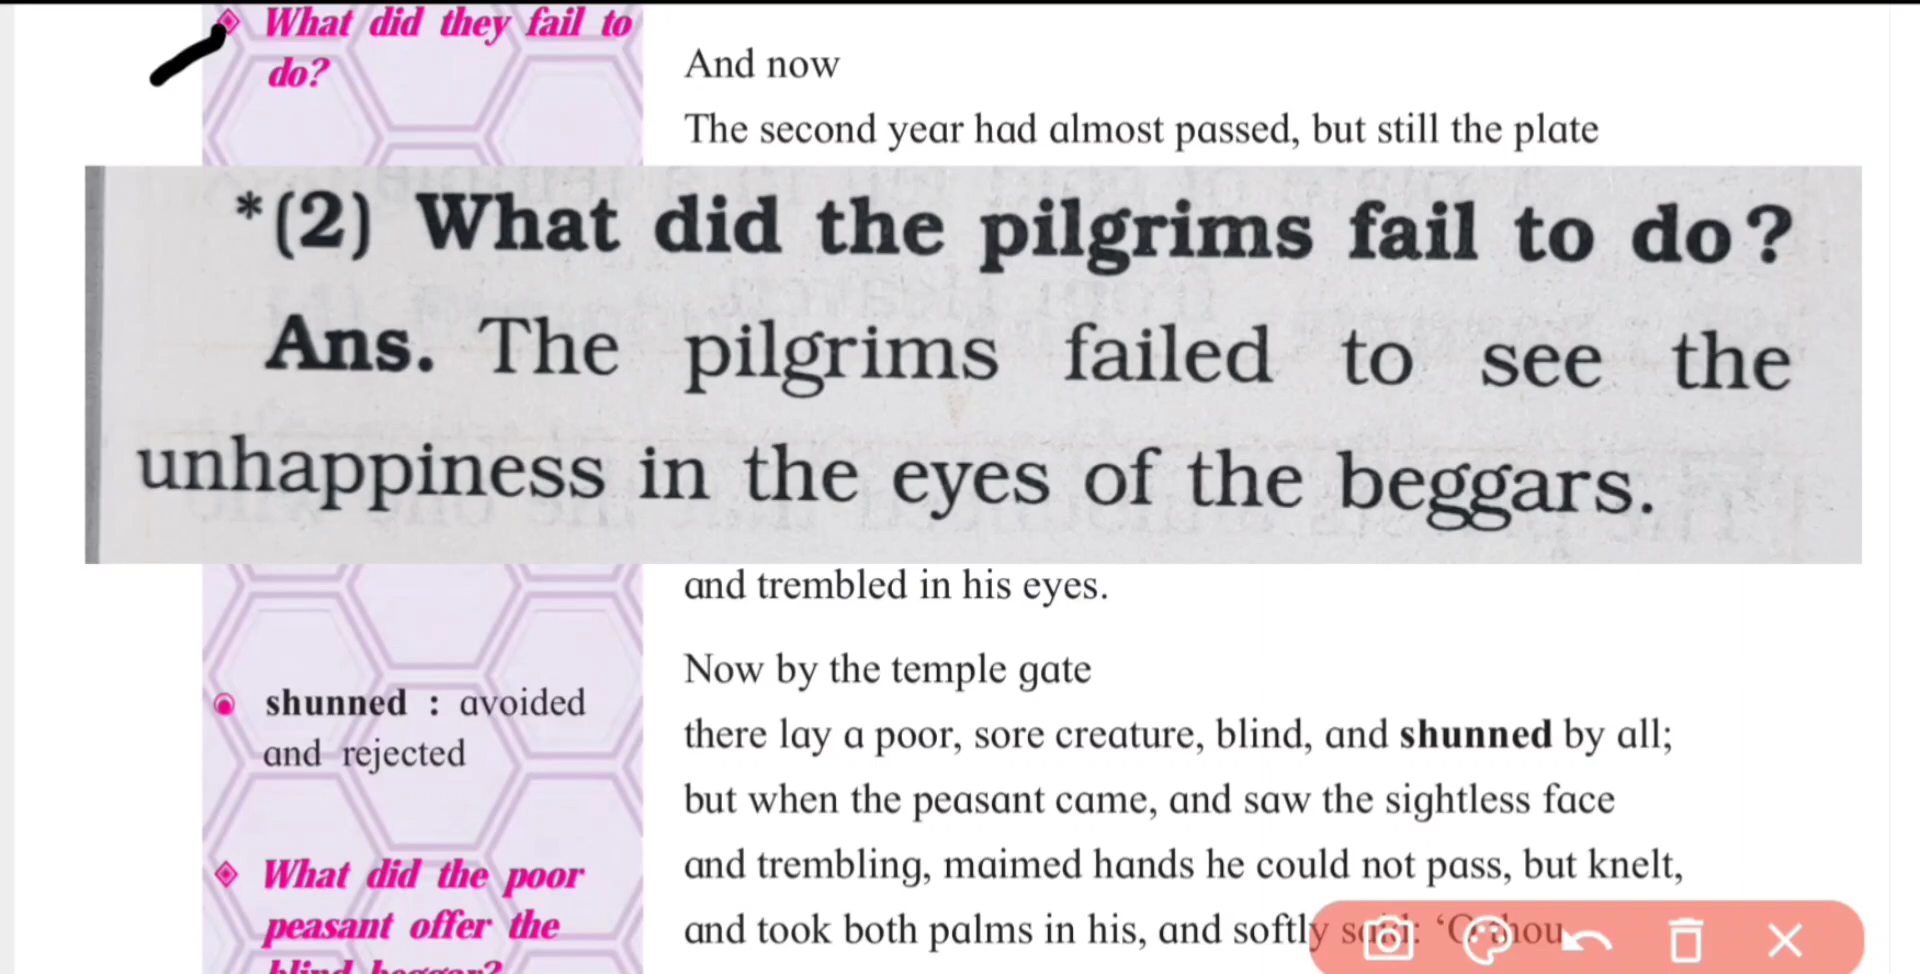 What did they fail to
do?
And now
The second year had almost passed, but still the plate
*(2) What did the pilgrims fail to do?
Ans. The pilgrims failed to see the
unhappiness in the eyes of the beggars.
and trembled in his eyes.
shunned : avoided
and rejected
Now by the temple gate
there lay a poor, sore creature, blind, and shunned by all;
but when the peasant came, and saw the sightless face
and trembling, maimed hands he could not pass, but knelt,
and took both palms in his, and softly said: ‘O thou
What did the poor
peasant offer the
blind beggar?